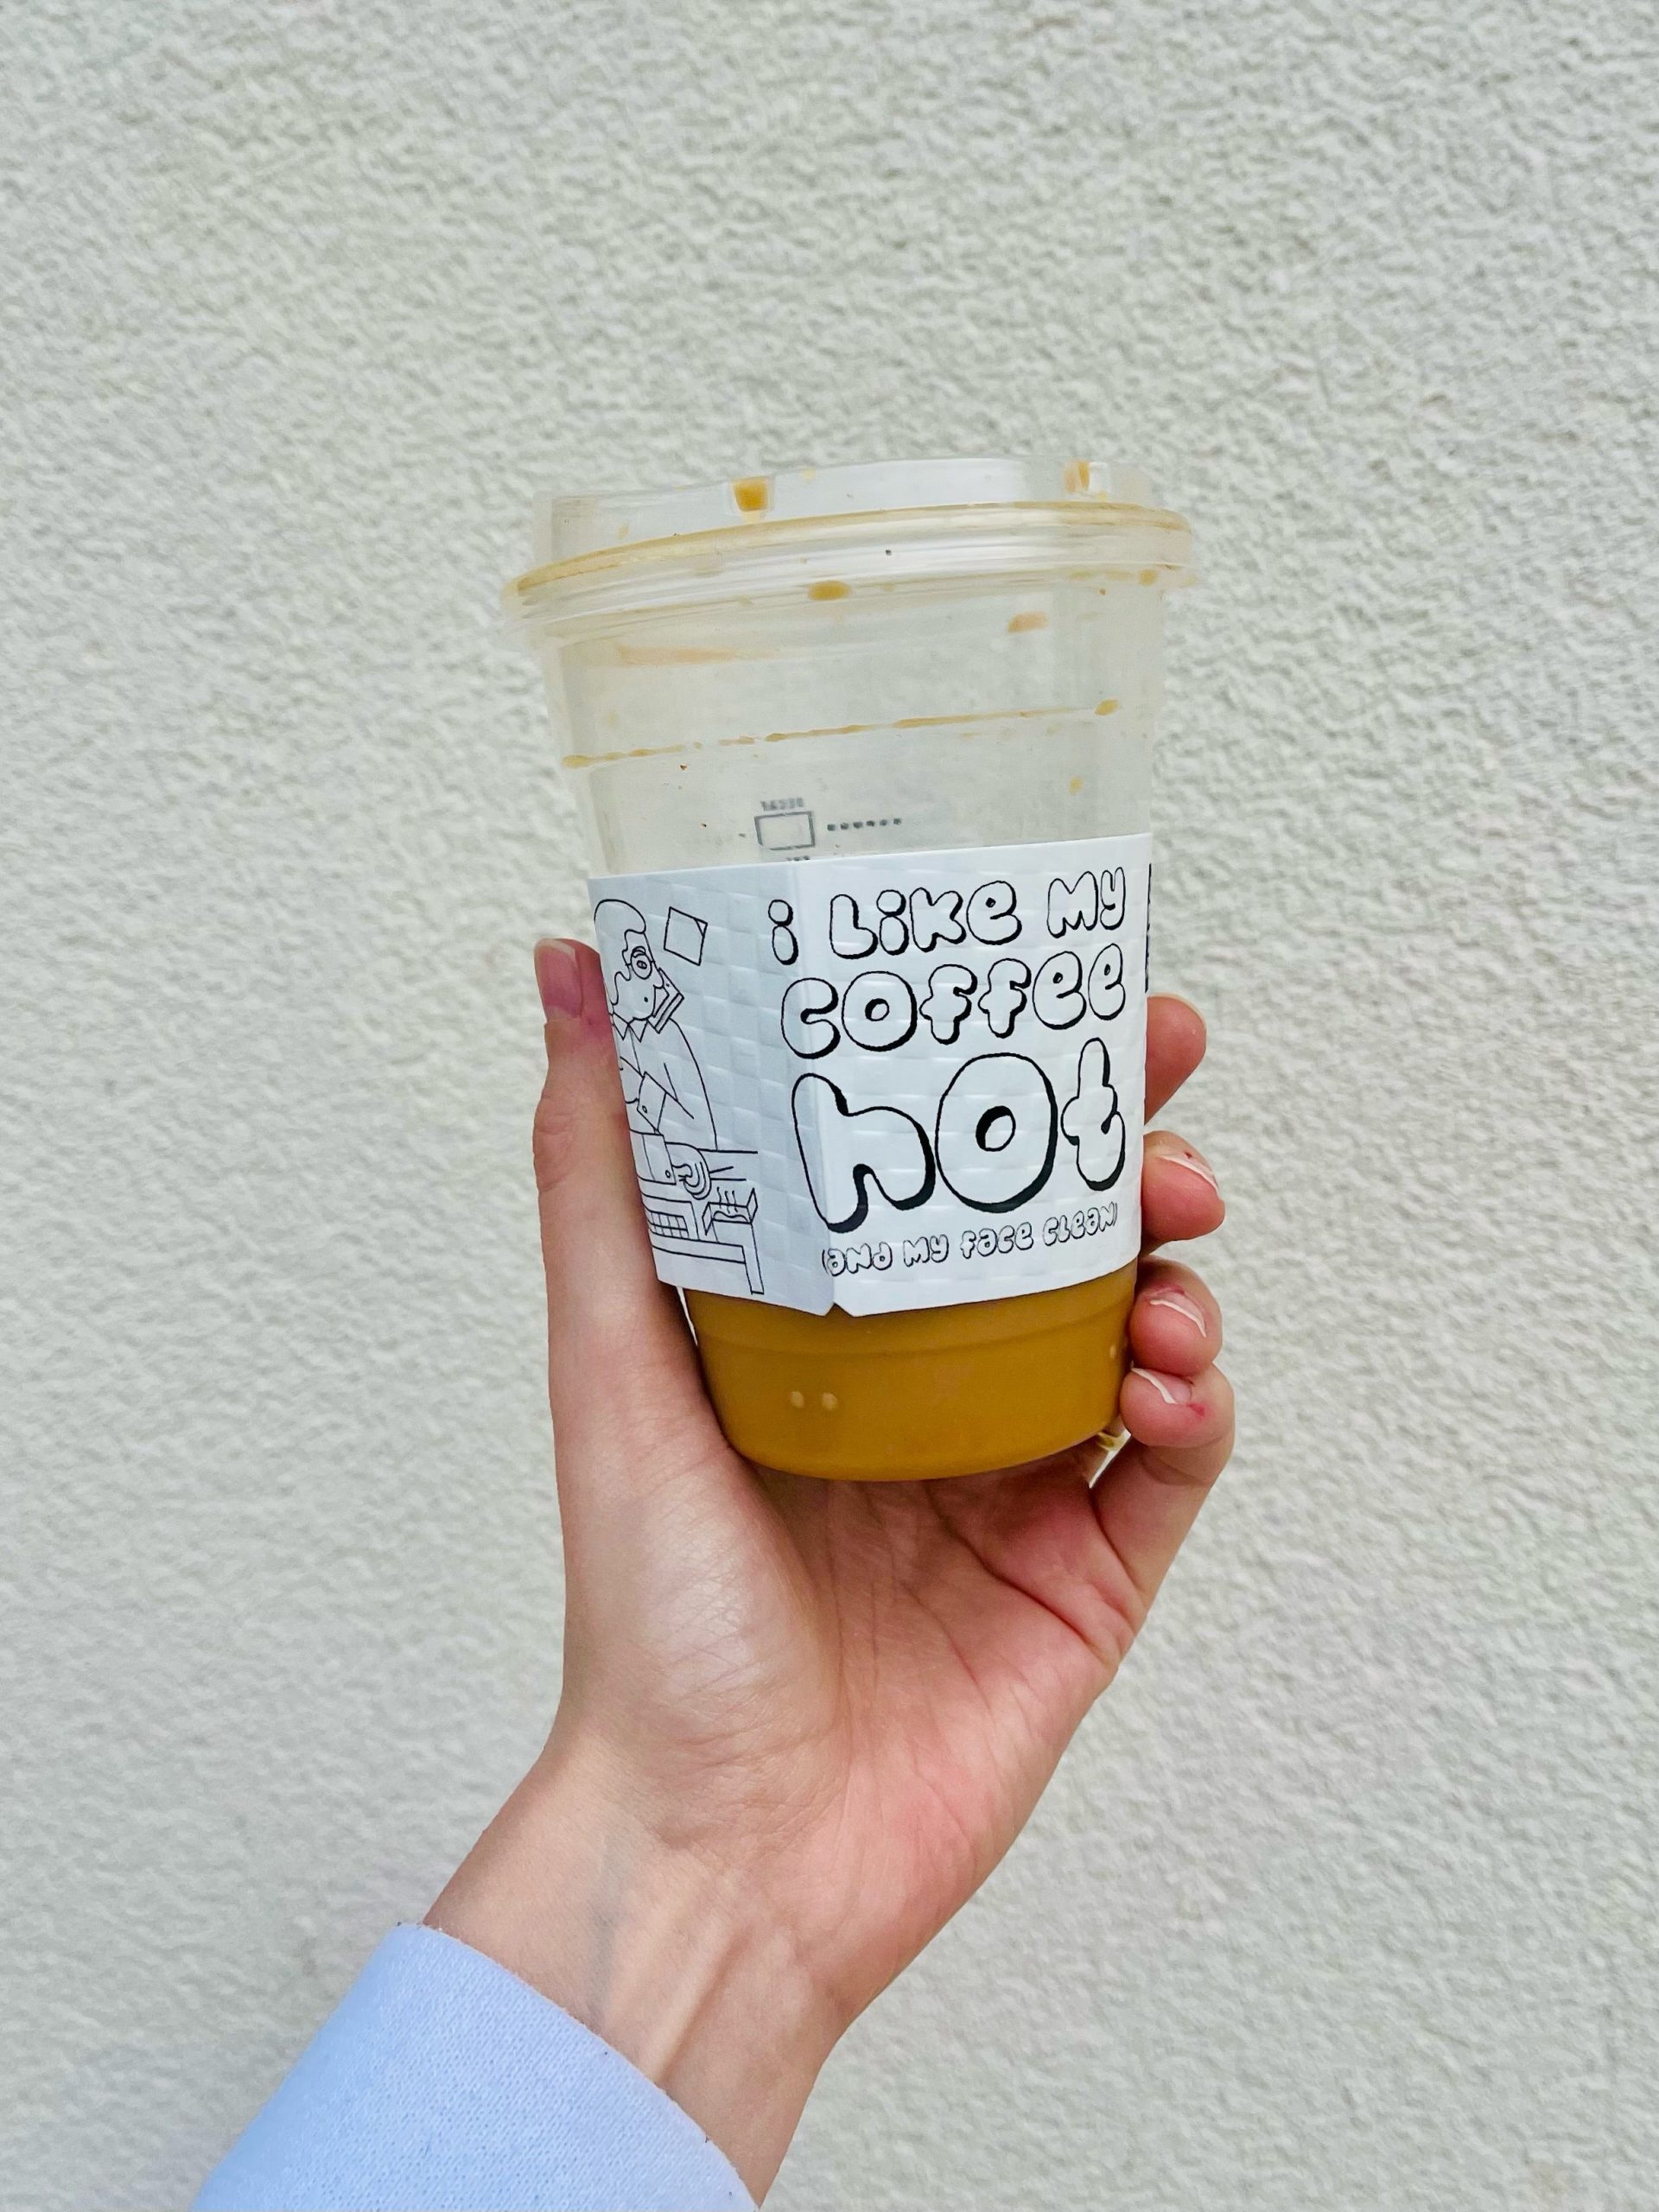 i Like My
coffee
hot
(and My face clean)